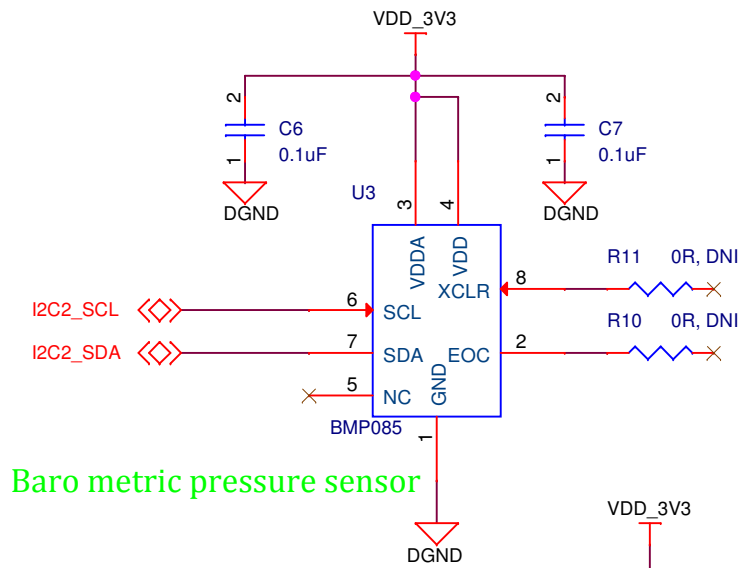 VDD_3V3
2
C6
0.1uF
1
DGND
2
C7
0.1uF
1
DGND
U3
3
4
VDDA
VDD
R11 0R, DNI
XCLR
8
I2C2_SCL
6
SCL
R10 0R, DNI
I2C2_SDA
7
SDA
EOC
2
5
NC
GND
BMP085
1
Baro metric pressure sensor
VDD_3V3
DGND